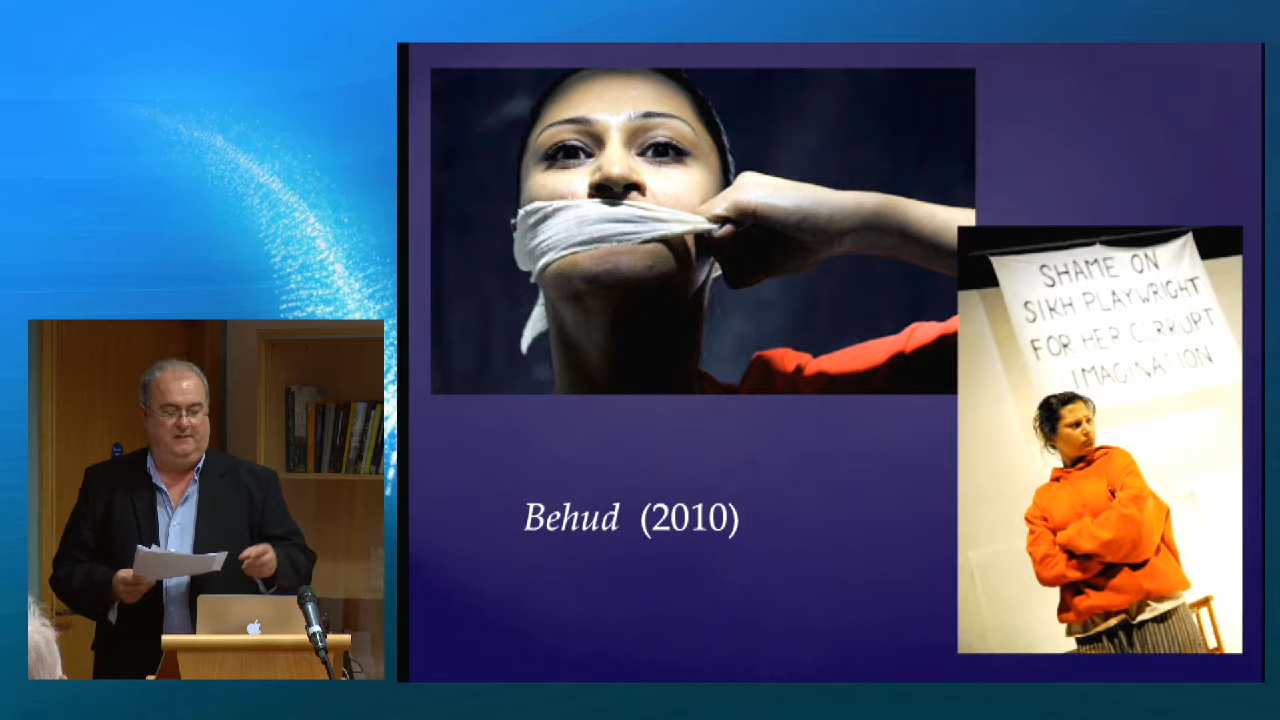 SHAME ON
SIKH PLAYWRIGHT
FOR HER CORRUPT
IMAGINATION
Behud (2010)